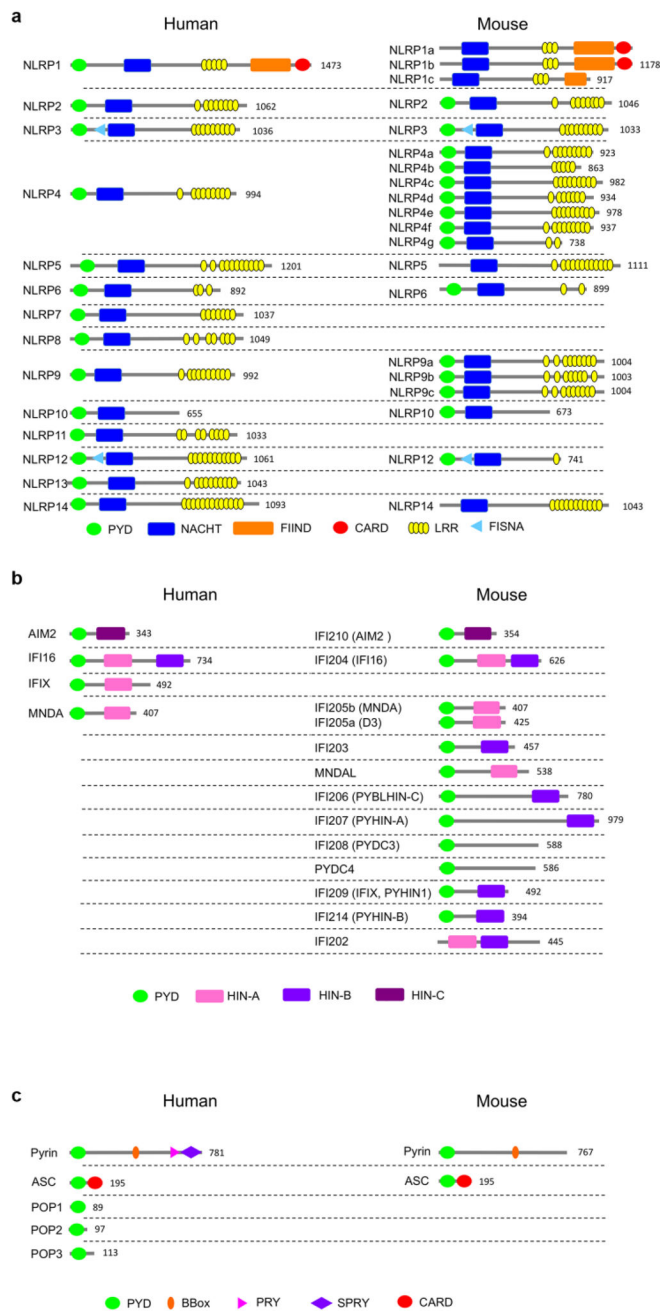 a
Human Mouse
NLRP1 1473
NLRP1a
NLRP1b 1178
NLRP1c 917
NLRP2 1062 NLRP2 1046
NLRP3 1036 NLRP3 1033
NLRP4 994
NLRP4a 923
NLRP4b 863
NLRP4c 982
NLRP4d 934
NLRP4e 978
NLRP4f 937
NLRP4g 738
NLRP5 1201 NLRP5 1111
NLRP6 892 NLRP6 899
NLRP7 1037
NLRP8 1049
NLRP9 992
NLRP9a 1004
NLRP9b 1003
NLRP9c 1004
NLRP10 655 NLRP10 673
NLRP11 1033
NLRP12 1061 NLRP12 741
NLRP13 1043
NLRP14 1093 NLRP14 1043
PYD NACHT FIIND CARD LRR FISNA
b
Human Mouse
AIM2 343 IFI210 (AIM2 ) 354
IFI16 734 IFI204 (IFI16) 626
IFIX 492
MNDA 407 IFI205b (MNDA) 407
IFI205a (D3) 425
IFI203 457
MNDAL 538
IFI206 (PYBLHIN-C) 780
IFI207 (PYHIN-A) 979
IFI208 (PYDC3) 588
PYDC4 586
IFI209 (IFIX, PYHIN1) 492
IFI214 (PYHIN-B) 394
IFI202 445
PYD HIN-A HIN-B HIN-C
c
Human Mouse
Pyrin 781 Pyrin 767
ASC 195 ASC 195
POP1 89
POP2 97
POP3 113
PYD BBox PRY SPRY CARD